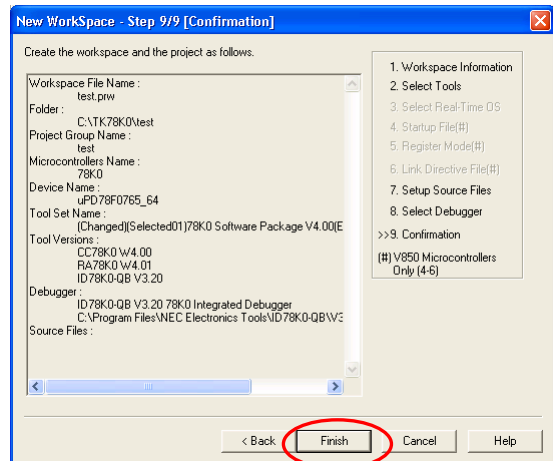 New WorkSpace - Step 9/9 [Confirmation]
Create the workspace and the project as follows.
Workspace File Name :
test.prw
Folder :
C:\TK78K0\test
Project Group Name :
test
Microcontrollers Name :
78K0
Device Name :
uPD78F0765_64
Tool Set Name :
(Changed)(Selected01)78K0 Software Package V4.00(E
Tool Versions :
CC78K0 W4.00
RA78K0 W4.01
ID78K0-QB V3.20
Debugger :
ID78K0-QB V3.20 78K0 Integrated Debugger
C:\Program Files\NEC Electronics Tools\ID78K0-QB\V3
Source Files :
1. Workspace Information
2. Select Tools
3. Select Real-Time OS
4. Startup File(#)
5. Register Mode(#)
6. Link Directive File(#)
7. Setup Source Files
8. Select Debugger
>>9. Confirmation
(#) V850 Microcontrollers
Only (4-6)
< Back
Finish
Cancel
Help